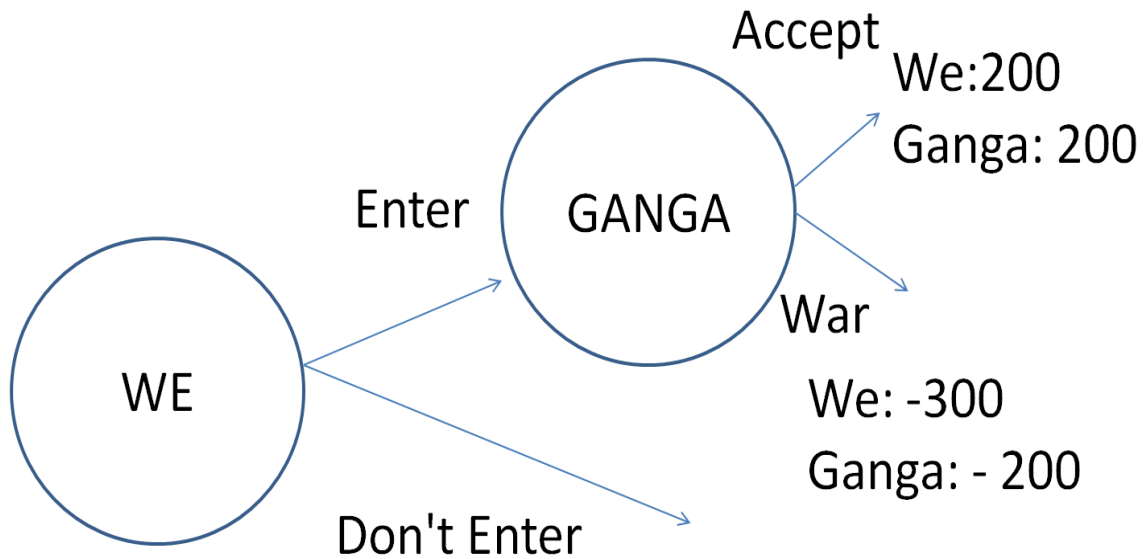 Accept
We:200
Ganga: 200
Enter
GANGA
War
WE
We: -300
Ganga: - 200
Don't Enter